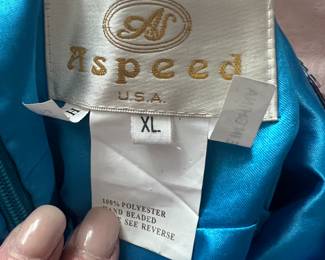 AS
Aspeed
U.S.A.
XL
100% POLYESTER
HAND BEADED
SEE REVERSE